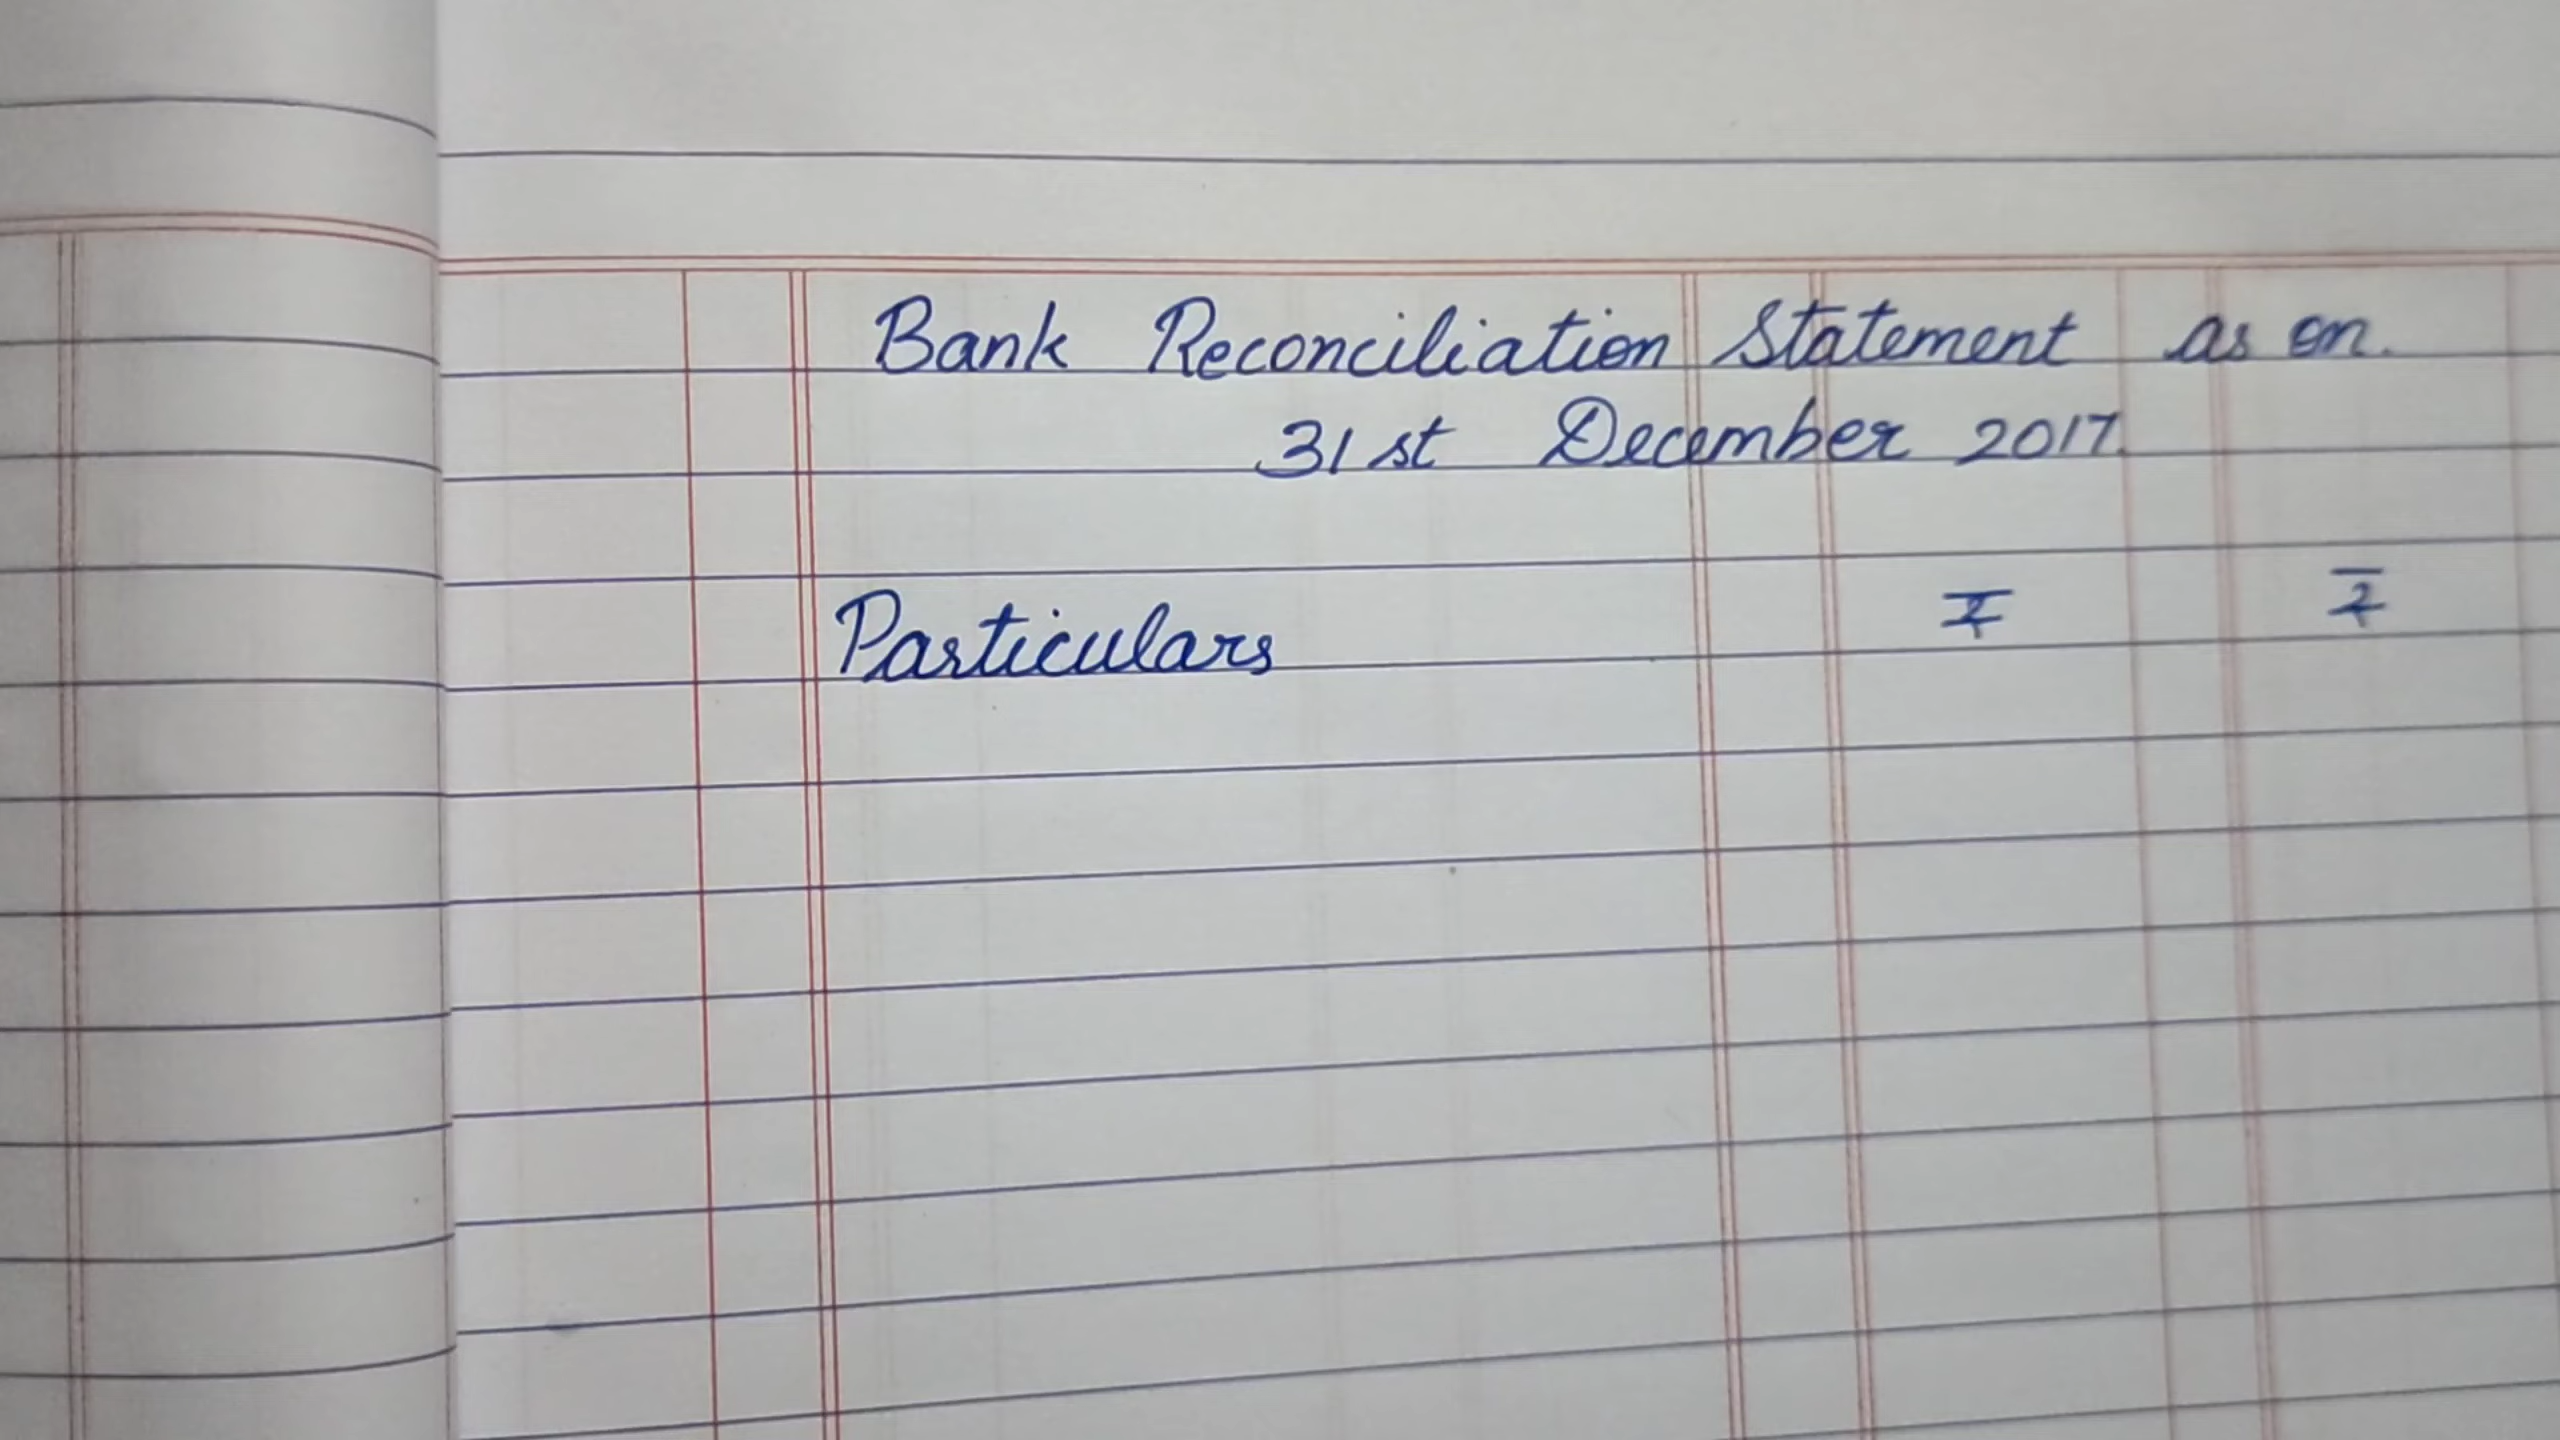 Bank Reconciliation Statement as on.
31st December 2017.
Particulars ₹ ₹